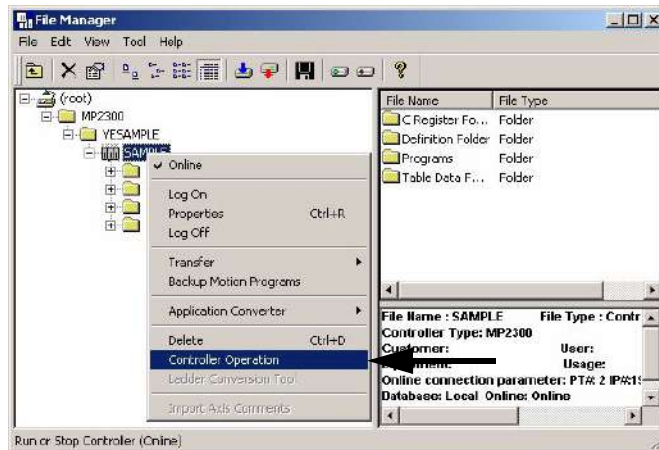 File Manager
File Edit View Tool Help
(root)
MP2300
YESAMPLE
SAMPLE
Online
Log On
Properties Ctrl+R
Log Off
Transfer
Backup Motion Programs
Application Converter
Delete Ctrl+D
Controller Operation
Ladder Conversion Tool
Import Axis Comments
File Name File Type
C Register Fo... Folder
Definition Folder Folder
Programs Folder
Table Data F... Folder
File Name : SAMPLE File Type : Contr
Controller Type: MP2300
Customer: User:
Usage:
Online connection parameter: PT#: 2 IP#:19
Database: Local Online: Online
Run or Stop Controller (Online)